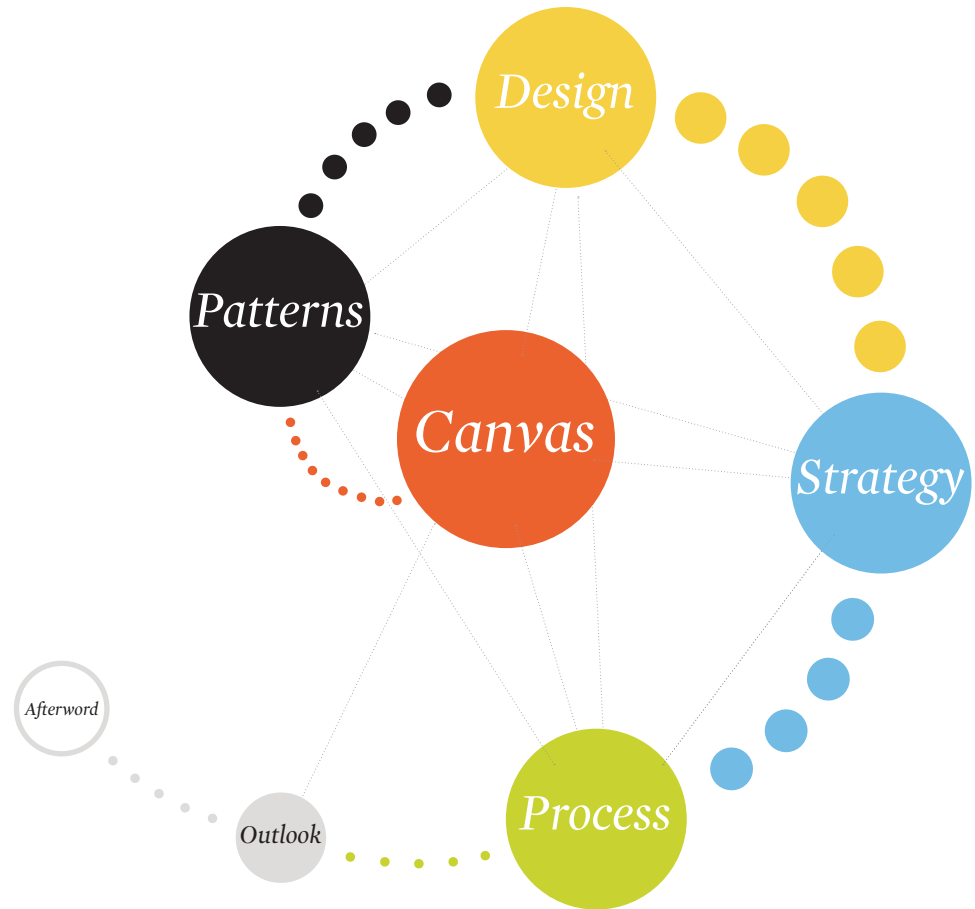 Design
Patterns
Canvas
Strategy
Afterword
Process
Outlook